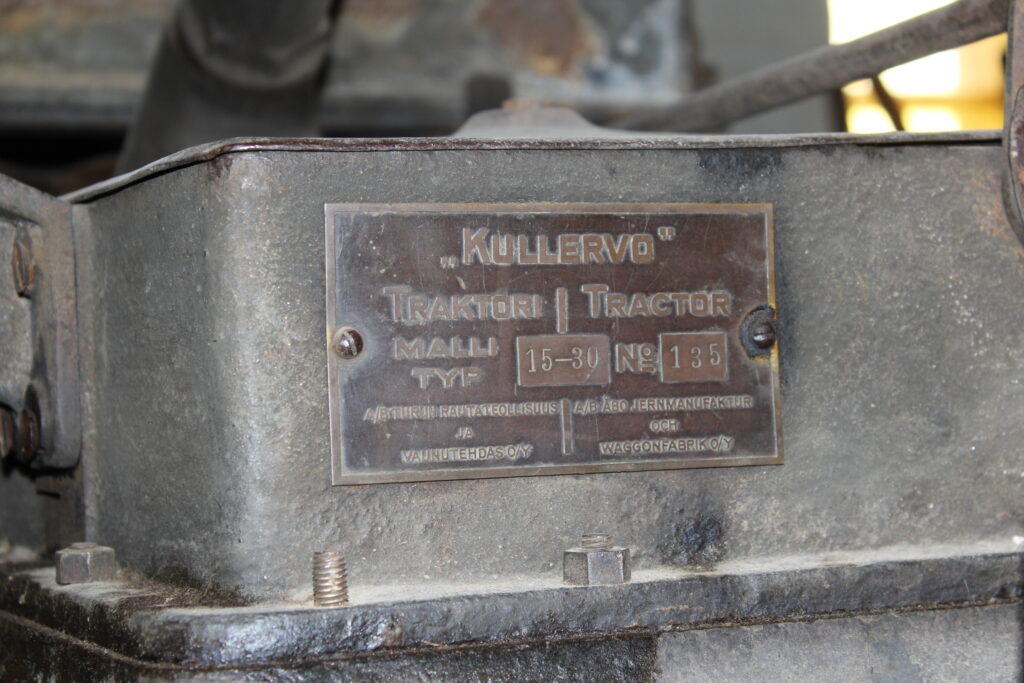 „KULLERVO"
TRAKTORI | TRACTOR
MALLI
TYP 15-30 No 135
A/B TURUN RAUTATEOLLISUUS | A/B ÅBO JERNMANUFAKTUR
JA OCH
VAUNUTEHDAS O/Y WAGGONFABRIK O/Y